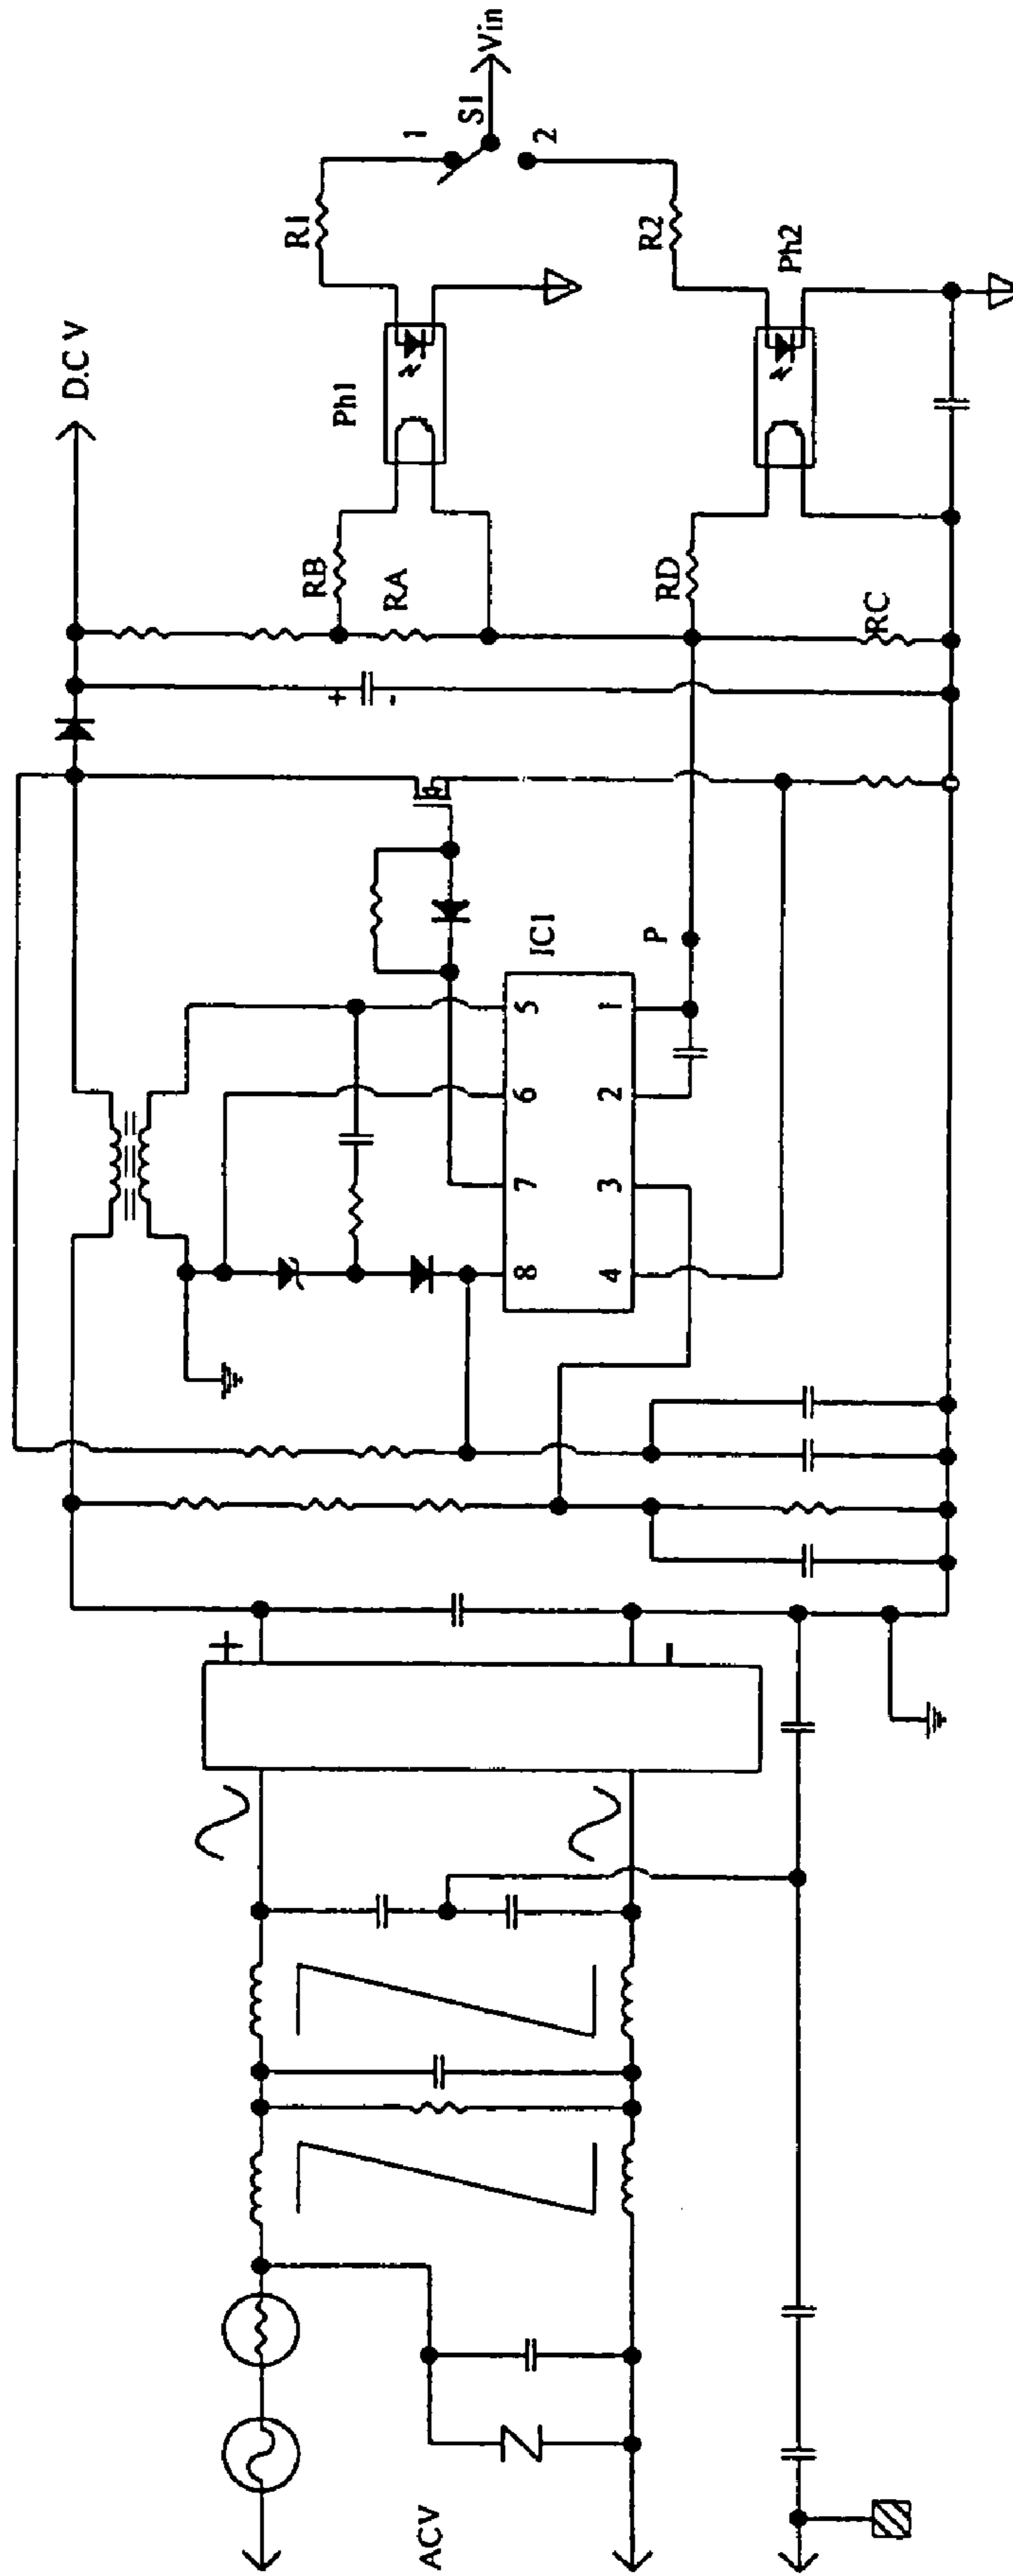 ACV
+
-
D.C V
+
-
RB
RA
RD
RC
Ph1
R1
1
S1
Vin
2
R2
Ph2
IC1
P
8
7
6
5
4
3
2
1